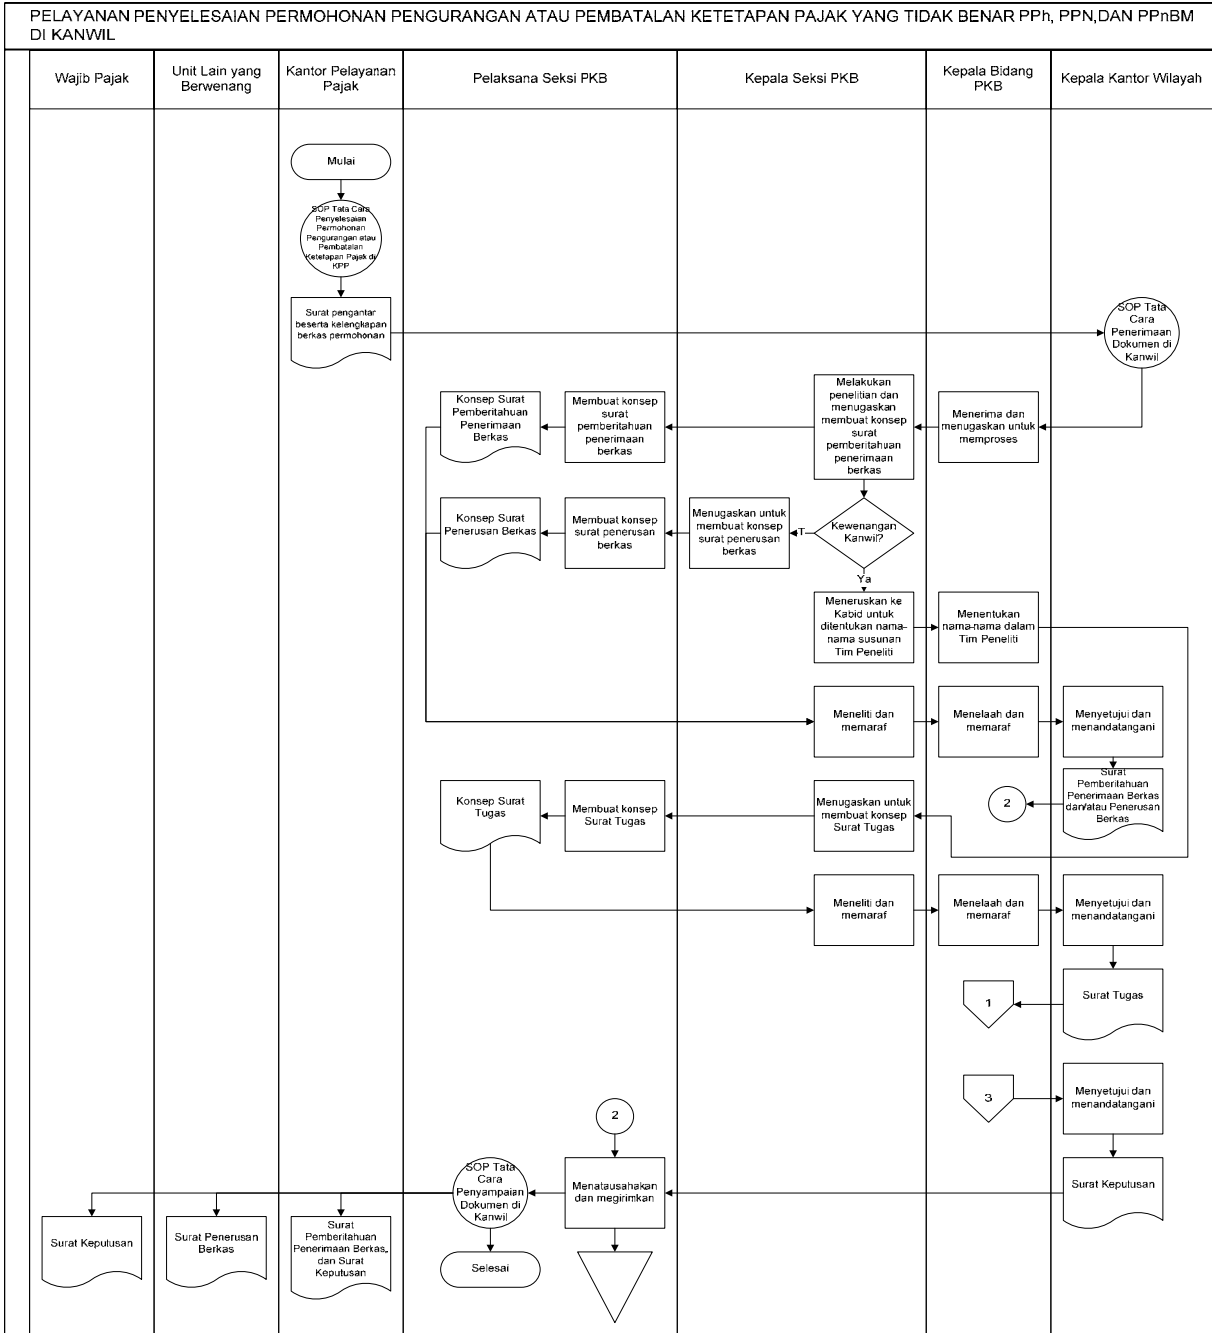 PELAYANAN PENYELESAIAN PERMOHONAN PENGURANGAN ATAU PEMBATALAN KETETAPAN PAJAK YANG TIDAK BENAR PPh, PPN,DAN PPnBM
DI KANWIL
Wajib Pajak
Unit Lain yang
Berwenang
Kantor Pelayanan
Pajak
Pelaksana Seksi PKB
Kepala Seksi PKB
Kepala Bidang
PKB
Kepala Kantor Wilayah
Mulai
SOP Tata Cara
Penyelesaian
Permohonan
Pengurangan atau
Pembatalan
Ketetapan Pajak di
KPP
Surat pengantar
beserta kelengkapan
berkas permohonan
SOP Tata
Cara
Penerimaan
Dokumen di
Kanwil
Konsep Surat
Pemberitahuan
Penerimaan
Berkas
Membuat konsep
surat
pemberitahuan
penerimaan
berkas
Melakukan
penelitian dan
menugaskan
membuat konsep
surat
pemberitahuan
penerimaan
berkas
Menerima dan
menugaskan untuk
memproses
Konsep Surat
Penerusan Berkas
Membuat konsep
surat penerusan
berkas
Menugaskan untuk
membuat konsep
surat penerusan
berkas
T
Kewenangan
Kanwil?
Ya
Meneruskan ke
Kabid untuk
ditentukan nama-
nama susunan
Tim Peneliti
Menentukan
nama-nama dalam
Tim Peneliti
Meneliti dan
memaraf
Menelaah dan
memaraf
Menyetujui dan
menandatangani
Surat
Pemberitahuan
Penerimaan Berkas
dan/atau Penerusan
Berkas
2
Konsep Surat
Tugas
Membuat konsep
Surat Tugas
Menugaskan untuk
membuat konsep
Surat Tugas
Meneliti dan
memaraf
Menelaah dan
memaraf
Menyetujui dan
menandatangani
1
Surat Tugas
3
Menyetujui dan
menandatangani
2
SOP Tata
Cara
Penyampaian
Dokumen di
Kanwil
Menatausahakan
dan megirimkan
Surat Keputusan
Surat Keputusan
Surat Penerusan
Berkas
Surat
Pemberitahuan
Penerimaan Berkas,
dan Surat
Keputusan
Selesai